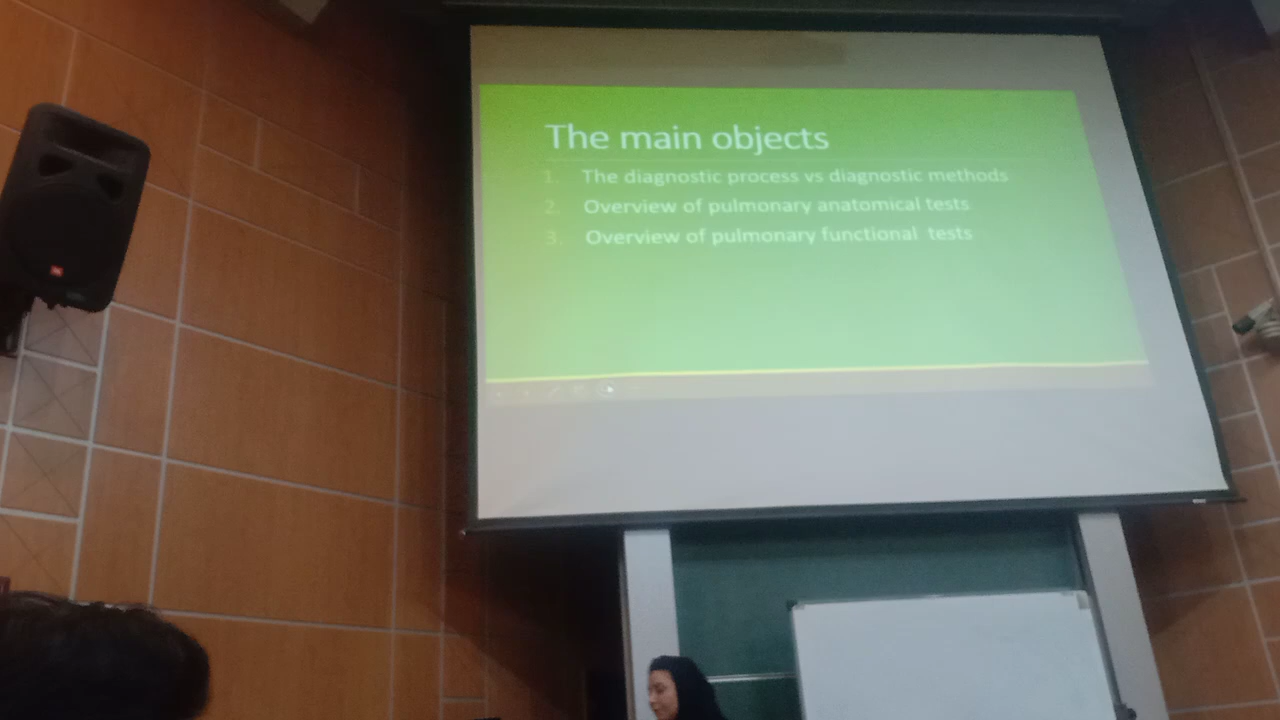 The main objects
1. The diagnostic process vs diagnostic methods
2. Overview of pulmonary anatomical tests
3. Overview of pulmonary functional tests